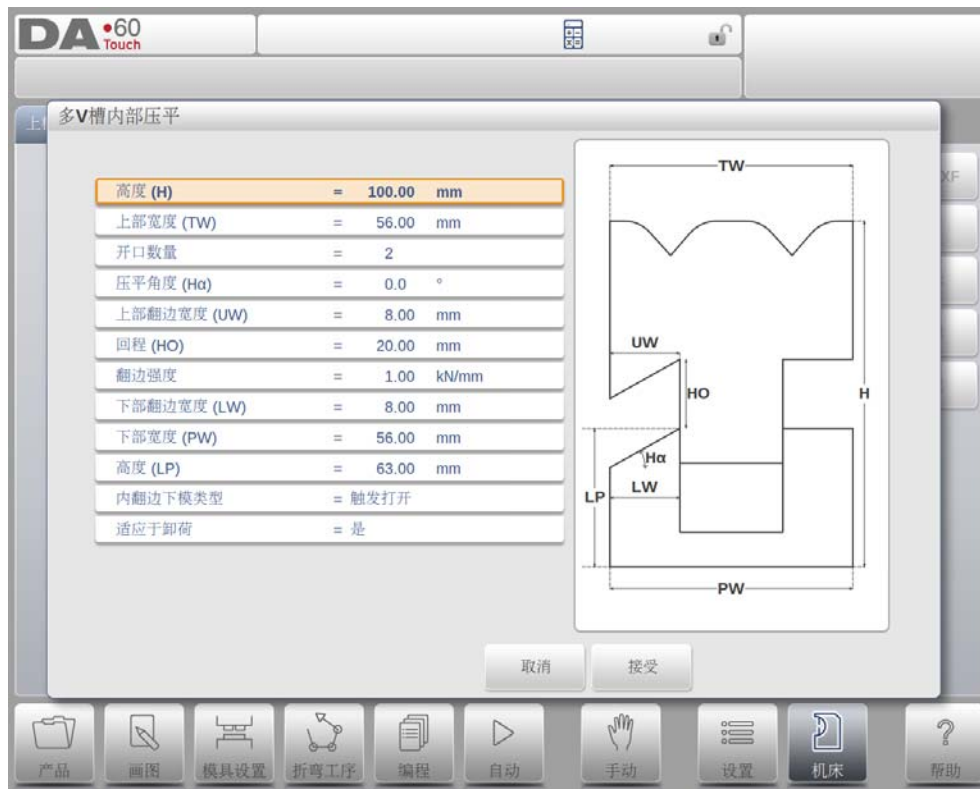 DA•60
Touch
上
多V槽内部压平
XF
高度 (H) = 100.00 mm
上部宽度 (TW) = 56.00 mm
开口数量 = 2
压平角度 (Hα) = 0.0 °
上部翻边宽度 (UW) = 8.00 mm
回程 (HO) = 20.00 mm
翻边强度 = 1.00 kN/mm
下部翻边宽度 (LW) = 8.00 mm
下部宽度 (PW) = 56.00 mm
高度 (LP) = 63.00 mm
内翻边下模类型 = 触发打开
适应于卸荷 = 是
TW
UW
HO
H
Hα
LW
LP
PW
取消
接受
产品
画图
模具设置
折弯工序
编程
自动
手动
设置
机床
帮助